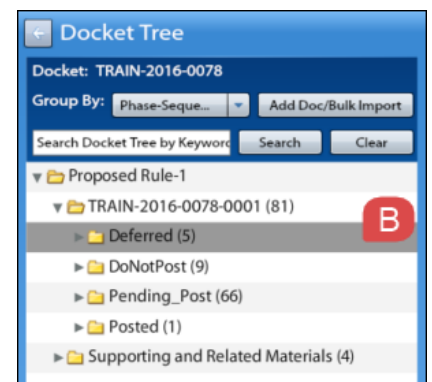 Docket Tree
Docket: TRAIN-2016-0078
Group By: Phase-Seque... Add Doc/Bulk Import
Search Docket Tree by Keyword Search Clear
Proposed Rule-1
TRAIN-2016-0078-0001 (81)
B
Deferred (5)
DoNotPost (9)
Pending_Post (66)
Posted (1)
Supporting and Related Materials (4)